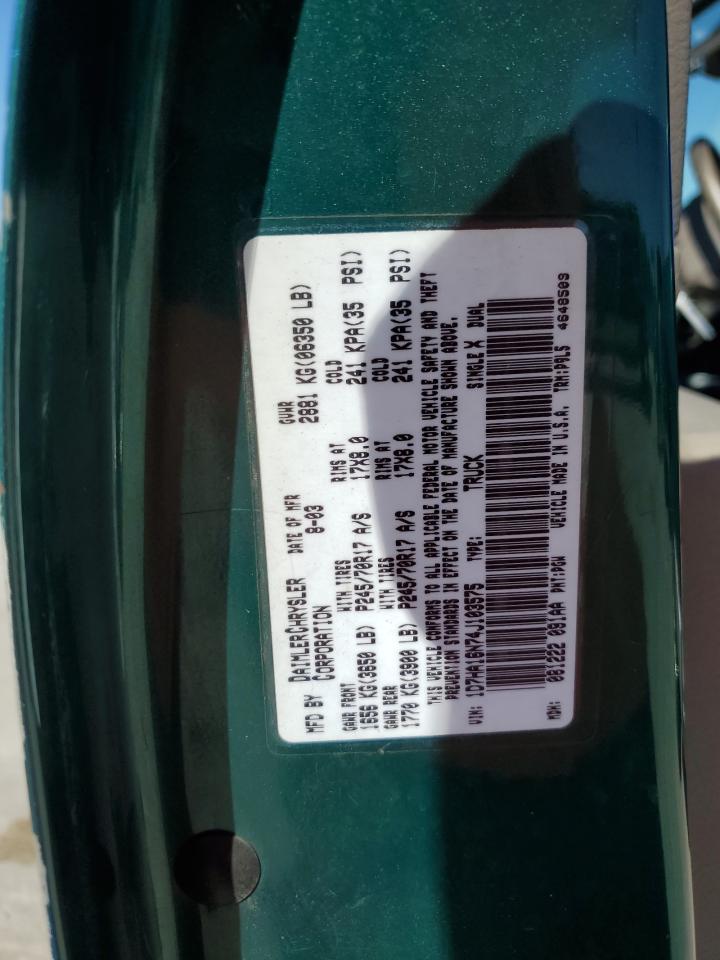 MFD BY DAIMLERCHRYSLER CORPORATION DATE OF MFR 8-03 GVWR 2881 KG(06350 LB)
GAWR FRONT WITH TIRES RIMS AT COLD
1656 KG(3650 LB) P245/70R17 A/S 17X8.0 241 KPA(35 PSI)
GAWR REAR WITH TIRES RIMS AT COLD
1770 KG(3900 LB) P245/70R17 A/S 17X8.0 241 KPA(35 PSI)
THIS VEHICLE CONFORMS TO ALL APPLICABLE FEDERAL MOTOR VEHICLE SAFETY AND THEFT
PREVENTION STANDARDS IN EFFECT ON THE DATE OF MANUFACTURE SHOWN ABOVE.
VIN: 1D7HA16N74J103575 TYPE: TRUCK SINGLE X DUAL
MDH: 081222 09.AA PNT:PGW VEHICLE MADE IN U.S.A. TRM:P9L5 4648509